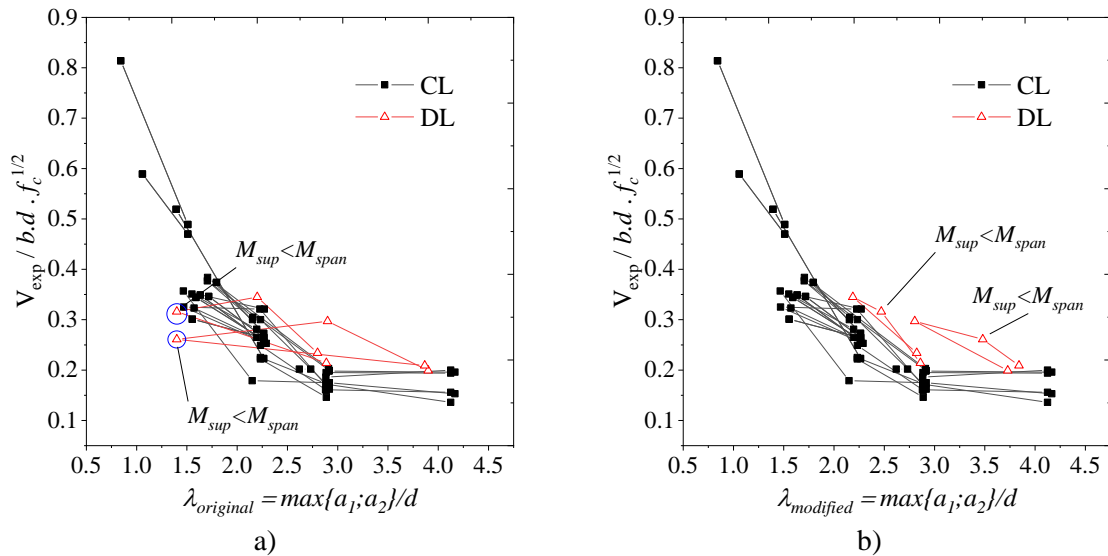 0.9
0.8
0.7
0.6
0.5
0.4
0.3
0.2
0.1
V_exp / b.d . f_c^1/2
CL
DL
M_sup<M_span
M_sup<M_span
0.5 1.0 1.5 2.0 2.5 3.0 3.5 4.0 4.5
λ_original = max{a_1;a_2}/d
a)
0.9
0.8
0.7
0.6
0.5
0.4
0.3
0.2
0.1
V_exp / b.d . f_c^1/2
CL
DL
M_sup<M_span
M_sup<M_span
0.5 1.0 1.5 2.0 2.5 3.0 3.5 4.0 4.5
λ_modified = max{a_1;a_2}/d
b)